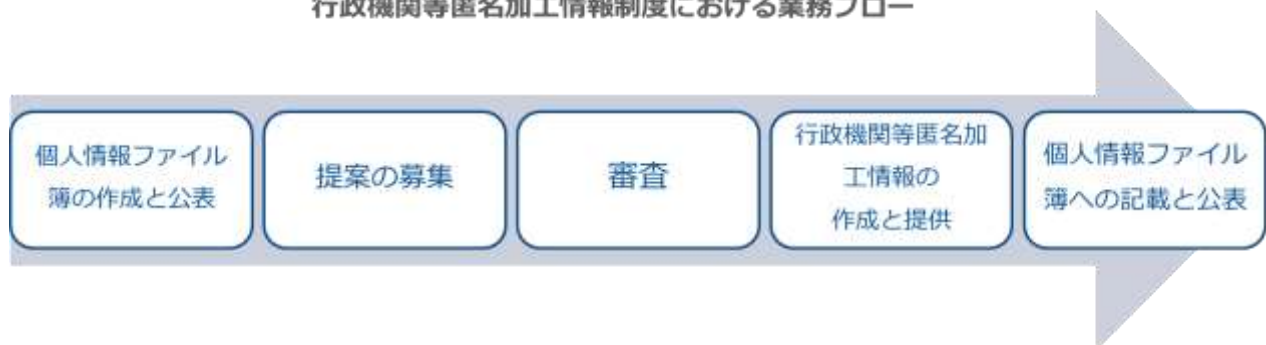 行政機関等匿名加工情報制度における業務フロー
個人情報ファイル
簿の作成と公表
提案の募集
審査
行政機関等匿名加
工情報の
作成と提供
個人情報ファイル
簿への記載と公表